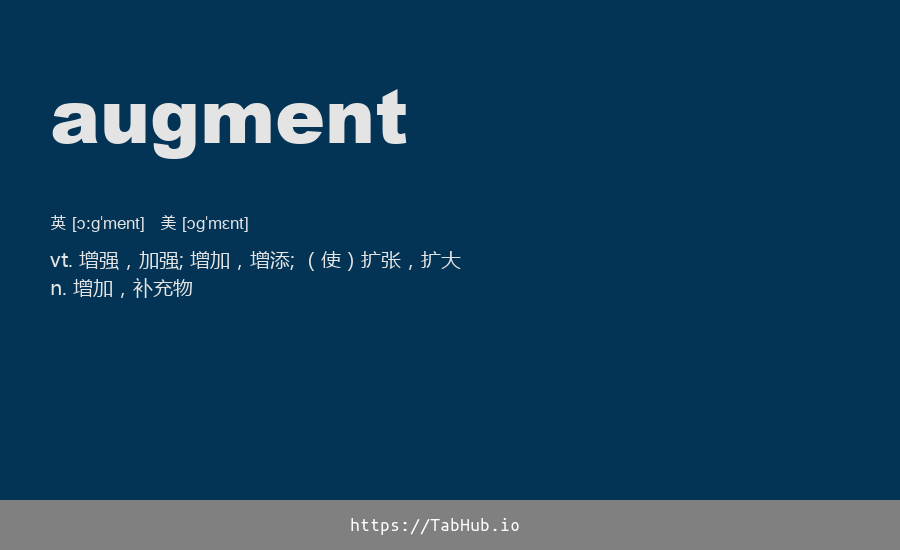 augment
英 [ɔ:g'ment] 美 [ɔg'mɛnt]
vt. 增强，加强; 增加，增添; （使）扩张，扩大
n. 增加，补充物
https://TabHub.io